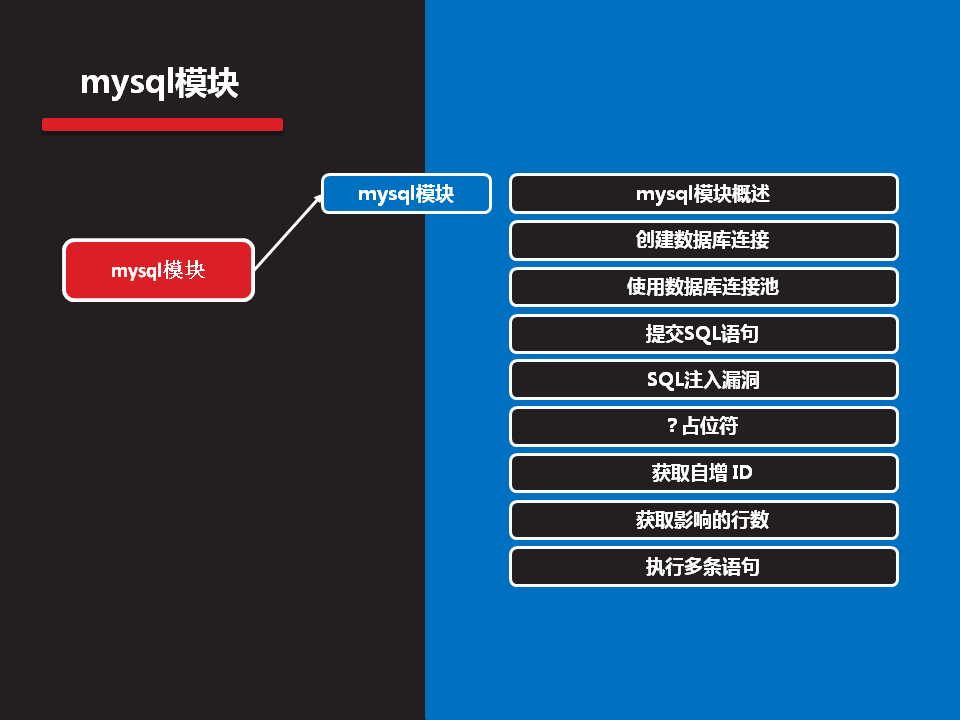 mysql模块
mysql模块
mysql模块
mysql模块概述
创建数据库连接
使用数据库连接池
提交SQL语句
SQL注入漏洞
？占位符
获取自增 ID
获取影响的行数
执行多条语句